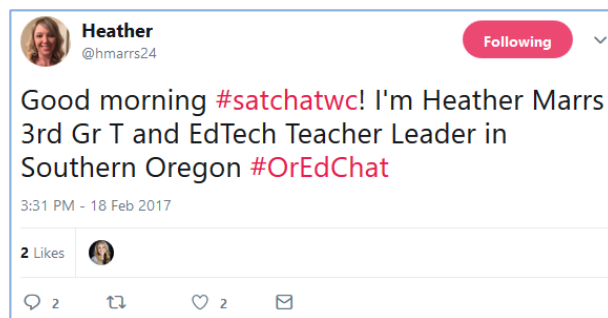 Heather
@hmarrs24
Following
Good morning #satchatwc! I'm Heather Marrs
3rd Gr T and EdTech Teacher Leader in
Southern Oregon #OrEdChat
3:31 PM - 18 Feb 2017
2 Likes
2 2